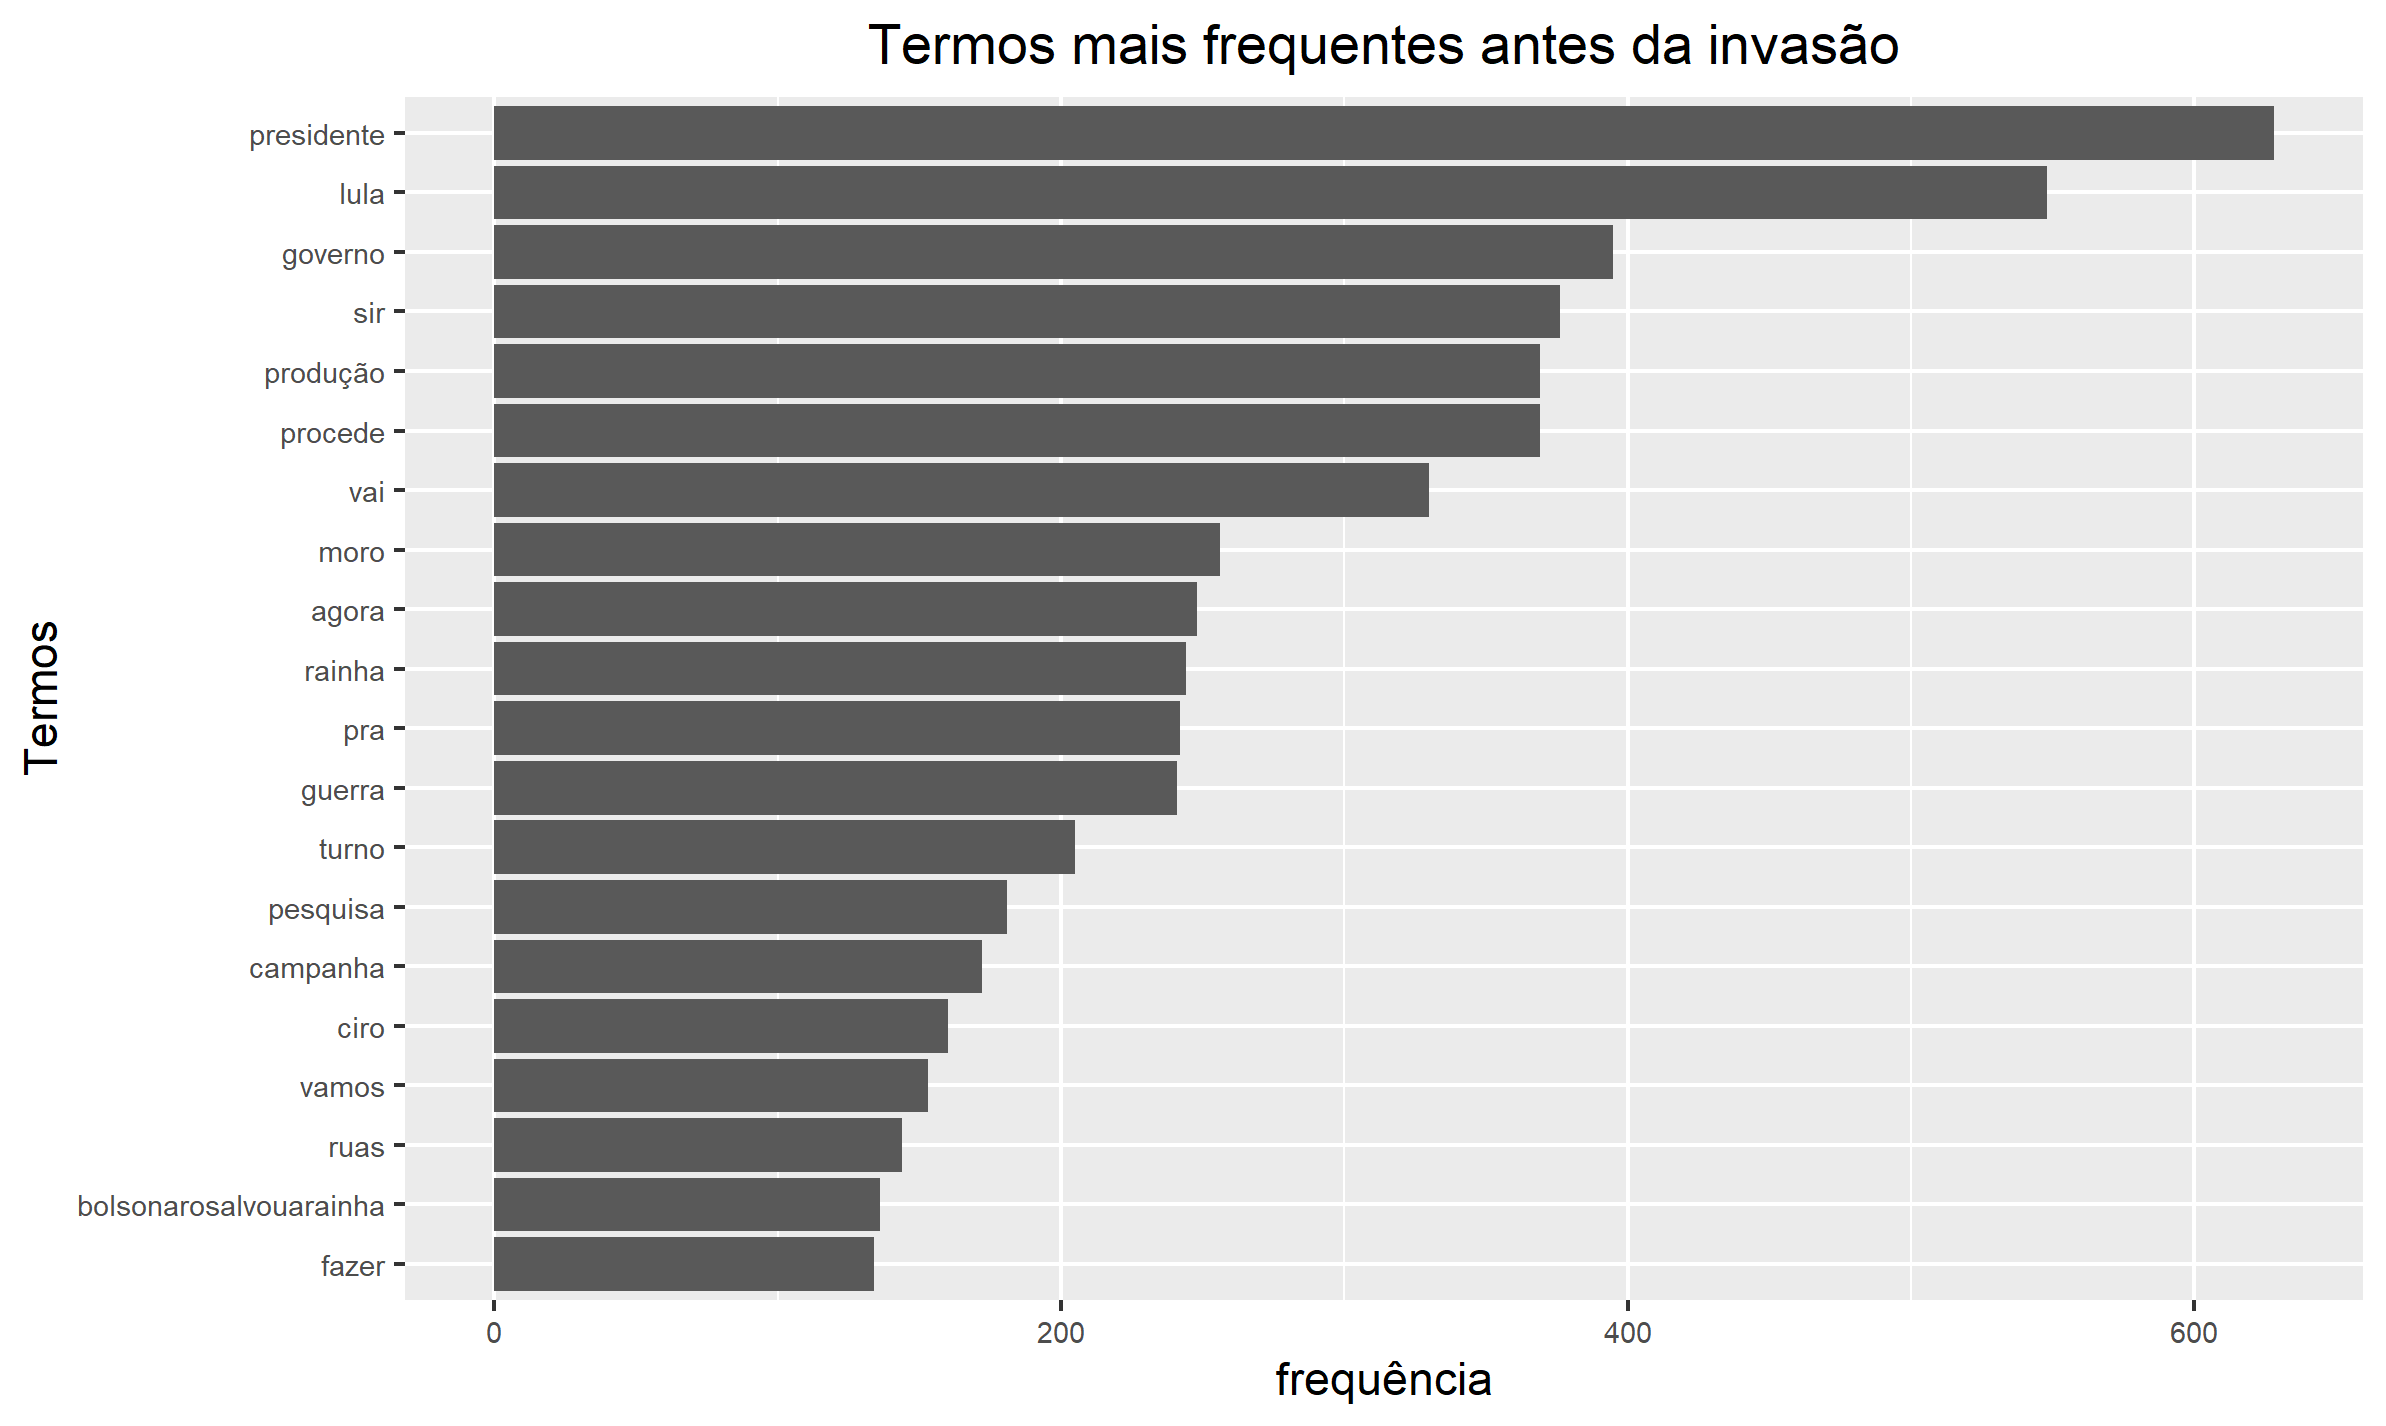 Termos mais frequentes antes da invasão
Termos
presidente
lula
governo
sir
produção
procede
vai
moro
agora
rainha
pra
guerra
turno
pesquisa
campanha
ciro
vamos
ruas
bolsonarosalvouarainha
fazer
0 200 400 600
frequência